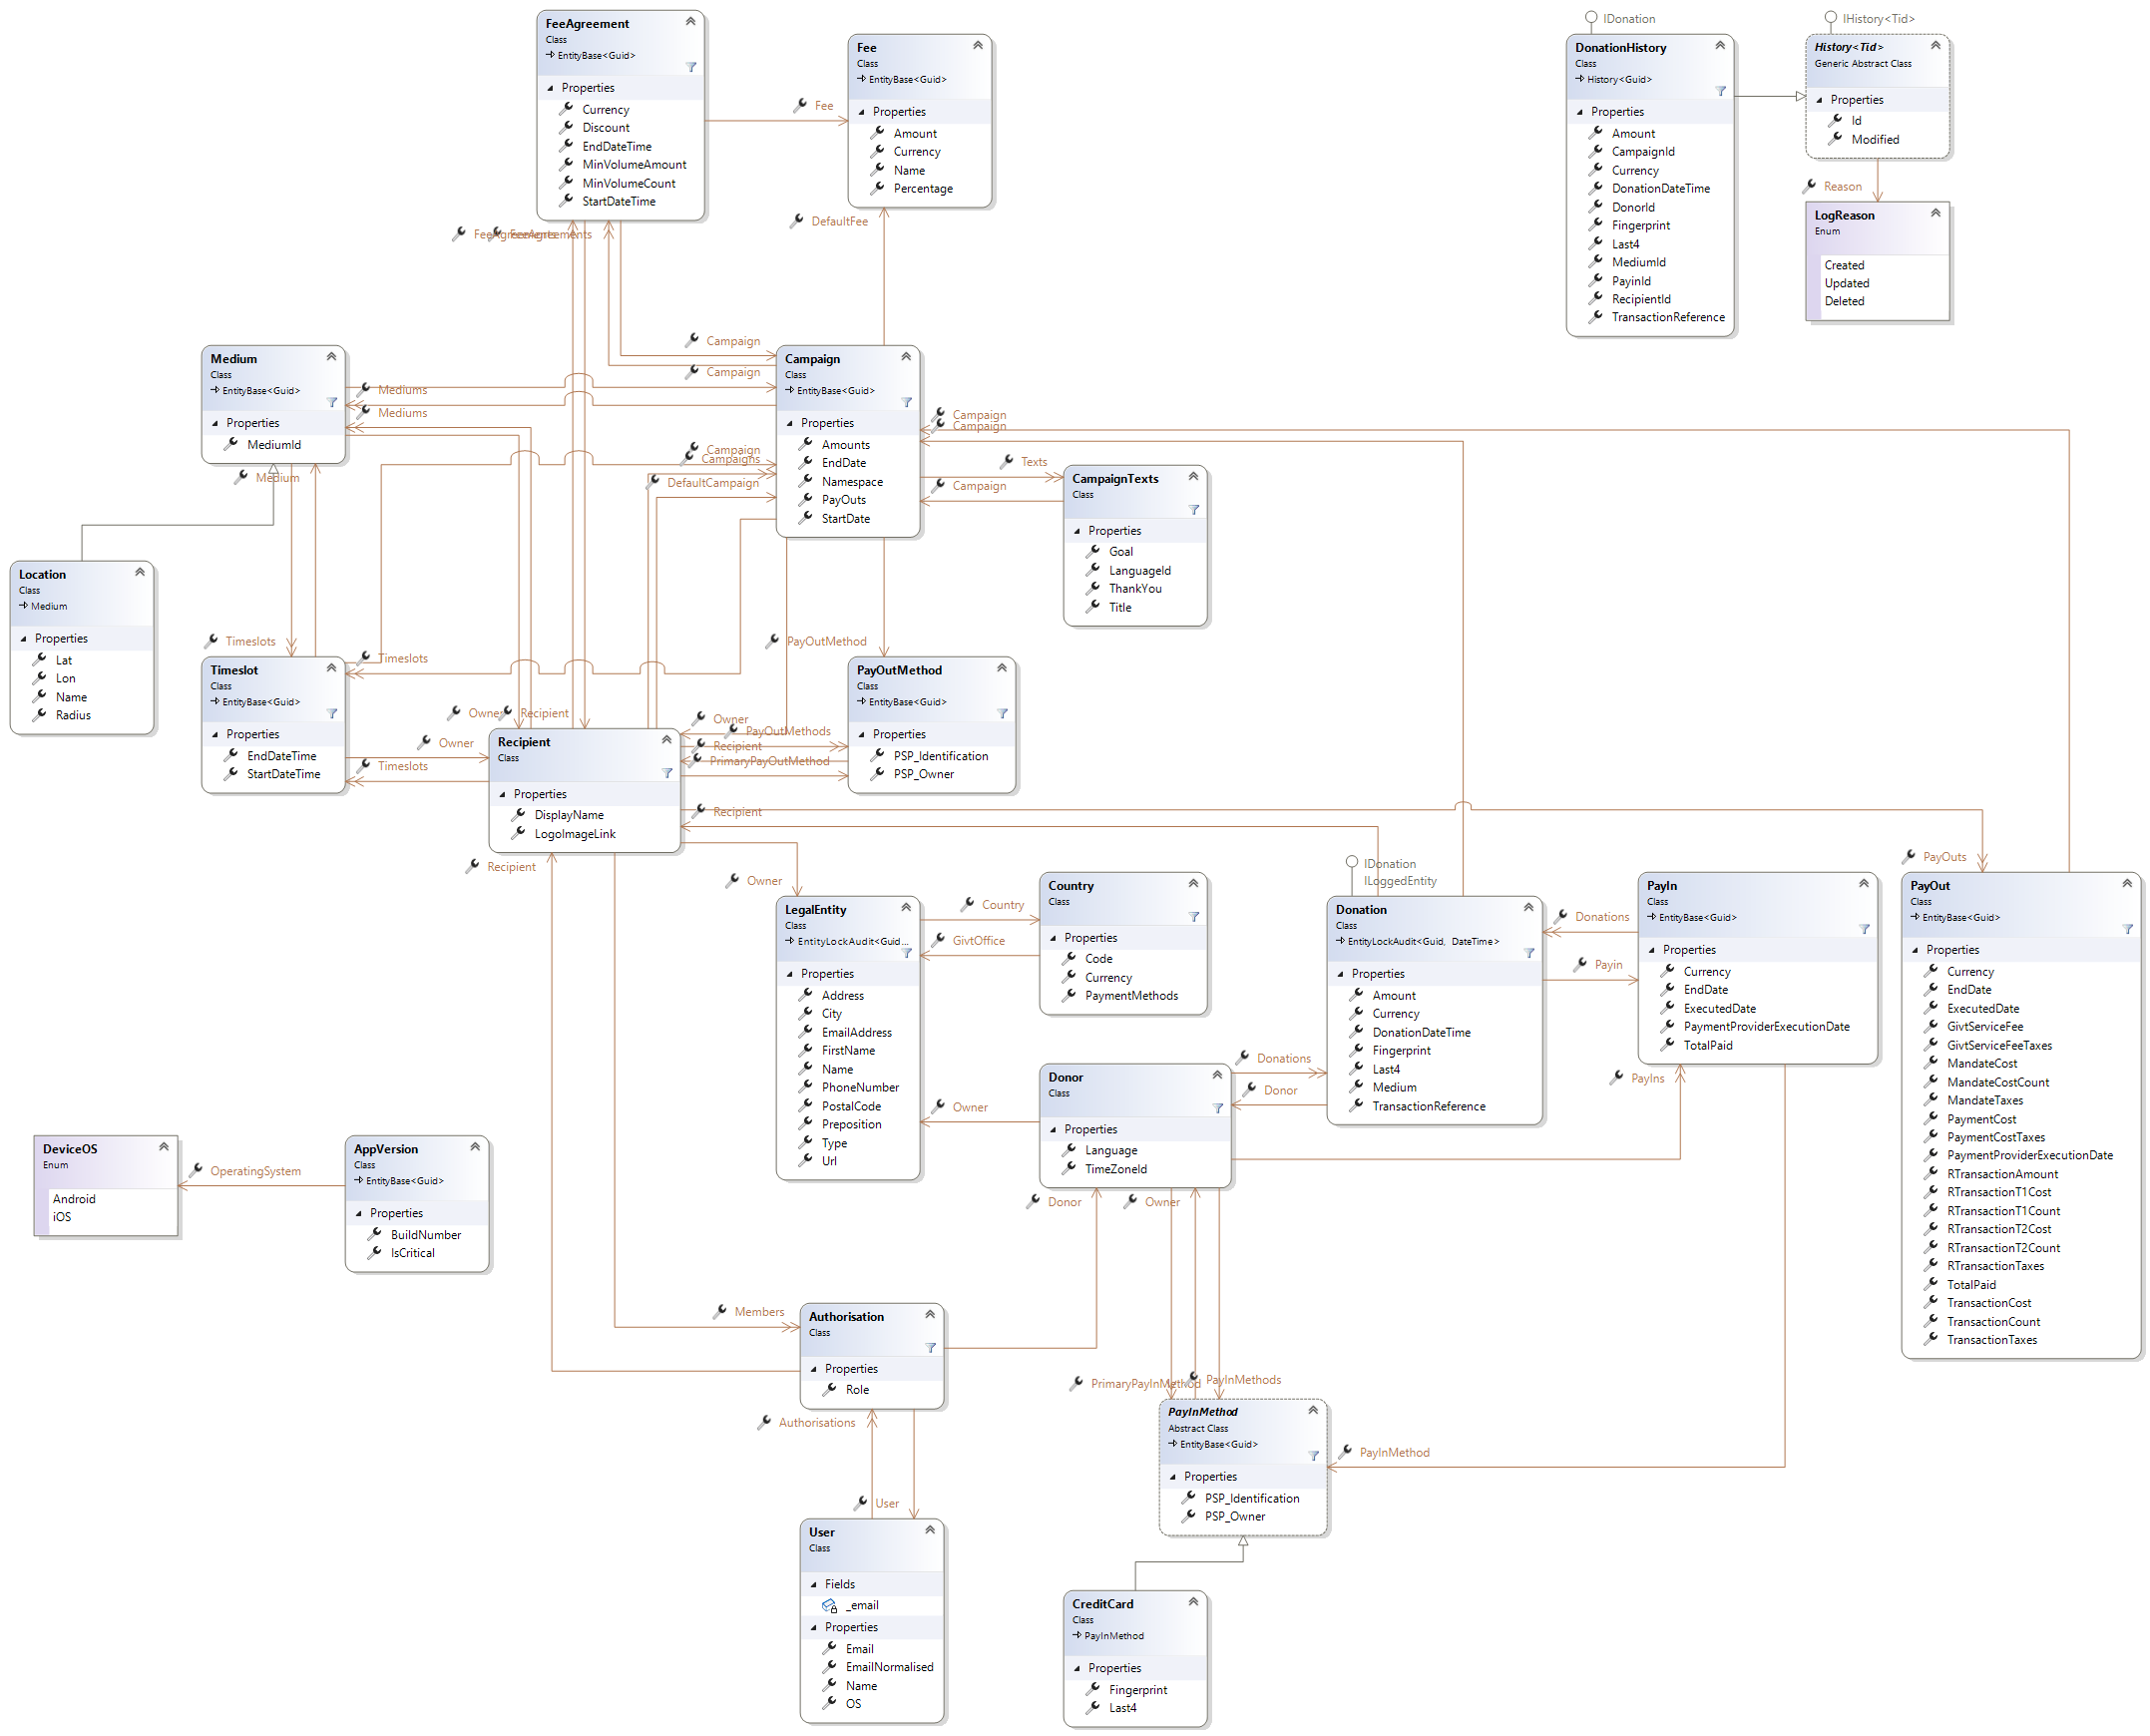 FeeAgreement
Class
EntityBase<Guid>
Properties
Currency
Discount
EndDateTime
MinVolumeAmount
MinVolumeCount
StartDateTime
Fee
Fee
Class
EntityBase<Guid>
Properties
Amount
Currency
Name
Percentage
DefaultFee
IDonation
DonationHistory
Class
History<Guid>
Properties
Amount
CampaignId
Currency
DonationDateTime
DonorId
Fingerprint
Last4
MediumId
PayinId
RecipientId
TransactionReference
IHistory<Tid>
History<Tid>
Generic Abstract Class
Properties
Id
Modified
Reason
LogReason
Enum
Created
Updated
Deleted
FeeAgreements
FeeAgreements
Medium
Class
EntityBase<Guid>
Properties
MediumId
Mediums
Mediums
Medium
Campaign
Campaign
Campaign
Class
EntityBase<Guid>
Properties
Amounts
EndDate
Namespace
PayOuts
StartDate
Campaign
Campaigns
DefaultCampaign
Campaign
Campaign
Texts
Campaign
CampaignTexts
Class
Properties
Goal
LanguageId
ThankYou
Title
Location
Class
Medium
Properties
Lat
Lon
Name
Radius
Timeslots
Timeslots
Timeslot
Class
EntityBase<Guid>
Properties
EndDateTime
StartDateTime
Owner
Timeslots
Owner
Recipient
Recipient
Class
Properties
DisplayName
LogoImageLink
PayOutMethod
PayOutMethod
Class
EntityBase<Guid>
Properties
PSP_Identification
PSP_Owner
Owner
PayOutMethods
Recipient
PrimaryPayOutMethod
Recipient
Recipient
Owner
LegalEntity
Class
EntityLockAudit<Guid...
Properties
Address
City
EmailAddress
FirstName
Name
PhoneNumber
PostalCode
Preposition
Type
Url
Country
GivtOffice
Country
Class
Properties
Code
Currency
PaymentMethods
IDonation
ILoggedEntity
Donation
Class
EntityLockAudit<Guid, DateTime>
Properties
Amount
Currency
DonationDateTime
Fingerprint
Last4
Medium
TransactionReference
Donations
Payin
PayIn
Class
EntityBase<Guid>
Properties
Currency
EndDate
ExecutedDate
PaymentProviderExecutionDate
TotalPaid
PayIns
PayOuts
PayOut
Class
EntityBase<Guid>
Properties
Currency
EndDate
ExecutedDate
GivtServiceFee
GivtServiceFeeTaxes
MandateCost
MandateCostCount
MandateTaxes
PaymentCost
PaymentCostTaxes
PaymentProviderExecutionDate
RTransactionAmount
RTransactionT1Cost
RTransactionT1Count
RTransactionT2Cost
RTransactionT2Count
RTransactionTaxes
TotalPaid
TransactionCost
TransactionCount
TransactionTaxes
Owner
Donor
Class
Properties
Language
TimeZoneId
Donations
Donor
Donor
Owner
DeviceOS
Enum
Android
iOS
OperatingSystem
AppVersion
Class
EntityBase<Guid>
Properties
BuildNumber
IsCritical
Members
Authorisation
Class
Properties
Role
Authorisations
User
User
Class
Fields
_email
Properties
Email
EmailNormalised
Name
OS
PrimaryPayInMethod
PayInMethods
PayInMethod
Abstract Class
EntityBase<Guid>
Properties
PSP_Identification
PSP_Owner
PayInMethod
CreditCard
Class
PayInMethod
Properties
Fingerprint
Last4